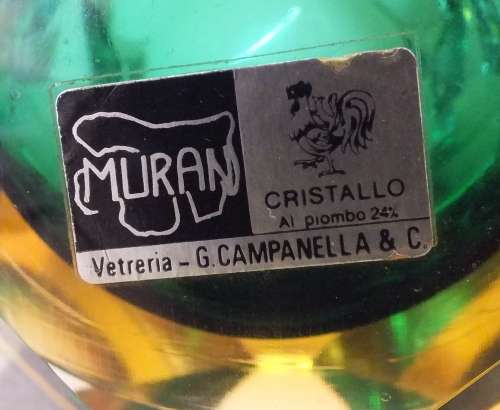 MURAN
CRISTALLO
Al piombo 24%
Vetreria - G.CAMPANELLA & C.